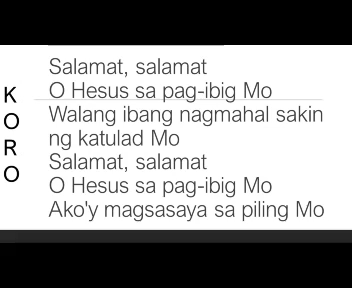 KORO
Salamat, salamat
O Hesus sa pag-ibig Mo
Walang ibang nagmahal sakin
ng katulad Mo
Salamat, salamat
O Hesus sa pag-ibig Mo
Ako'y magsasaya sa piling Mo